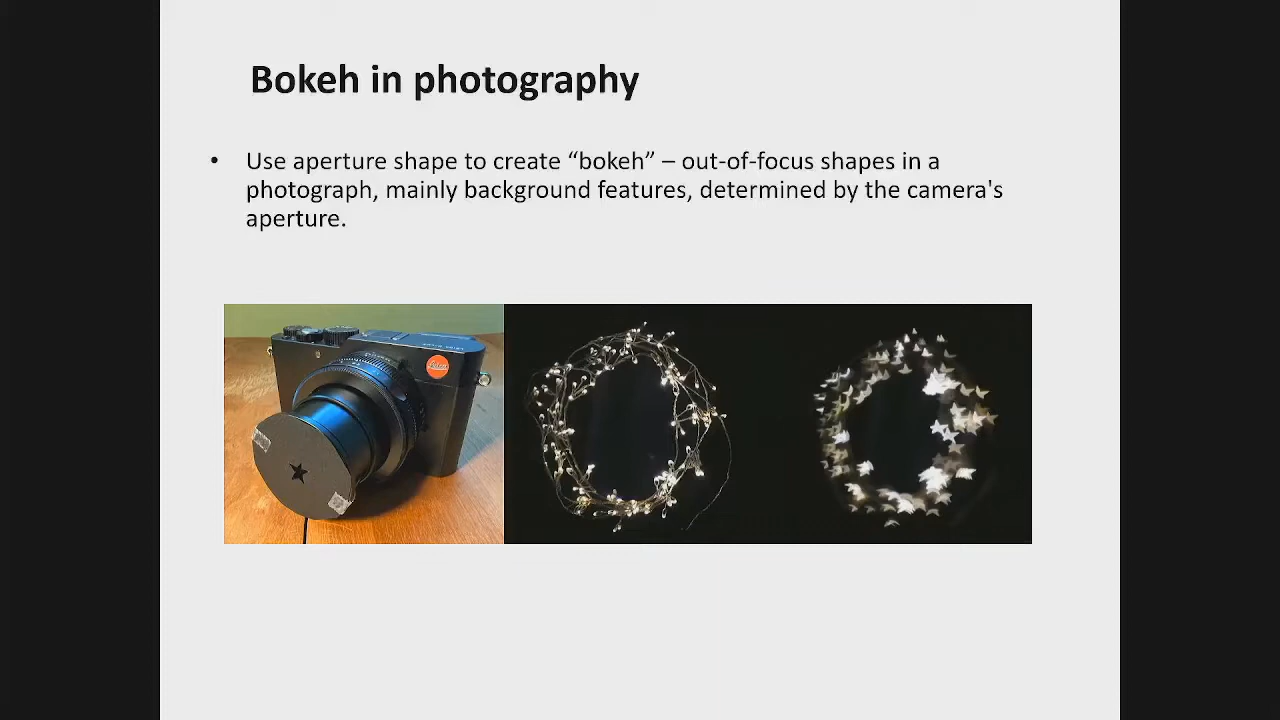 Bokeh in photography
• Use aperture shape to create “bokeh” – out-of-focus shapes in a
photograph, mainly background features, determined by the camera's
aperture.
Leica